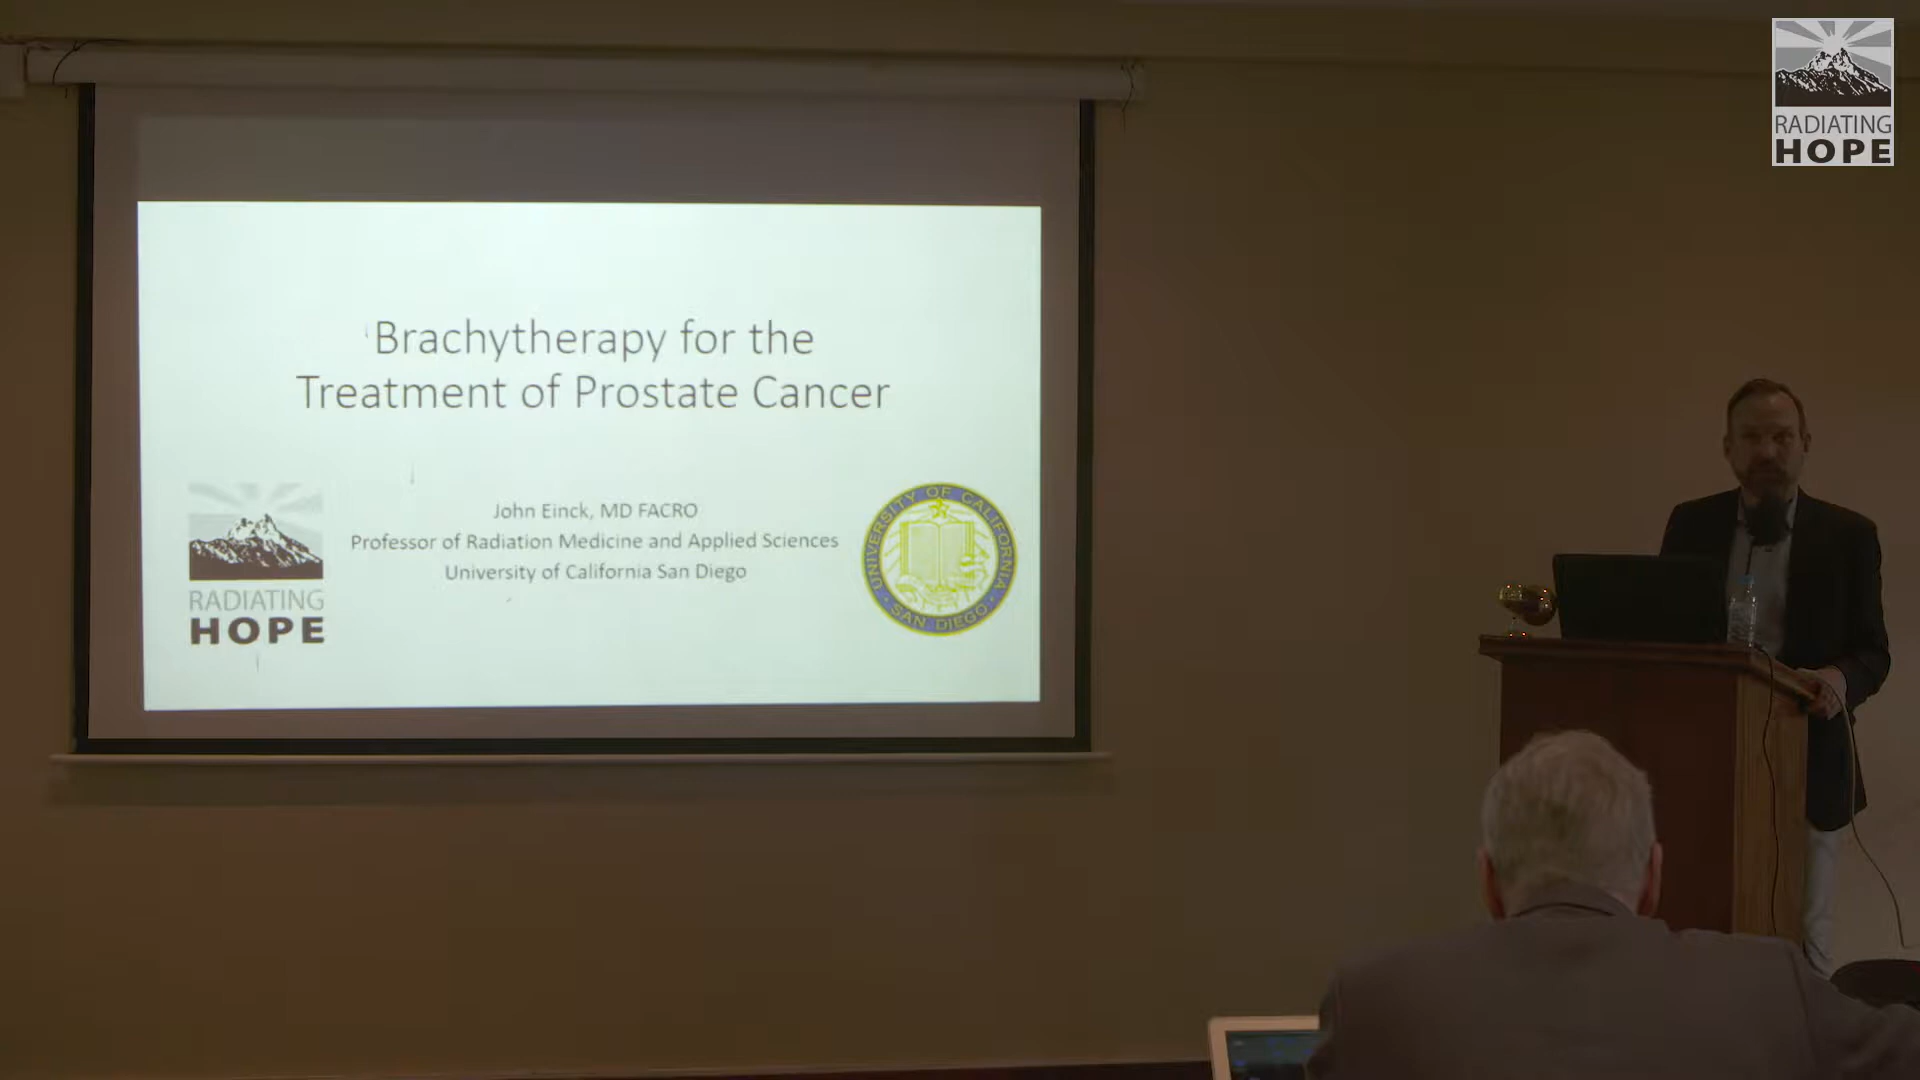 RADIATING
HOPE
Brachytherapy for the
Treatment of Prostate Cancer
John Einck, MD FACRO
Professor of Radiation Medicine and Applied Sciences
University of California San Diego
RADIATING
HOPE
UNIVERSITY OF CALIFORNIA
SAN DIEGO